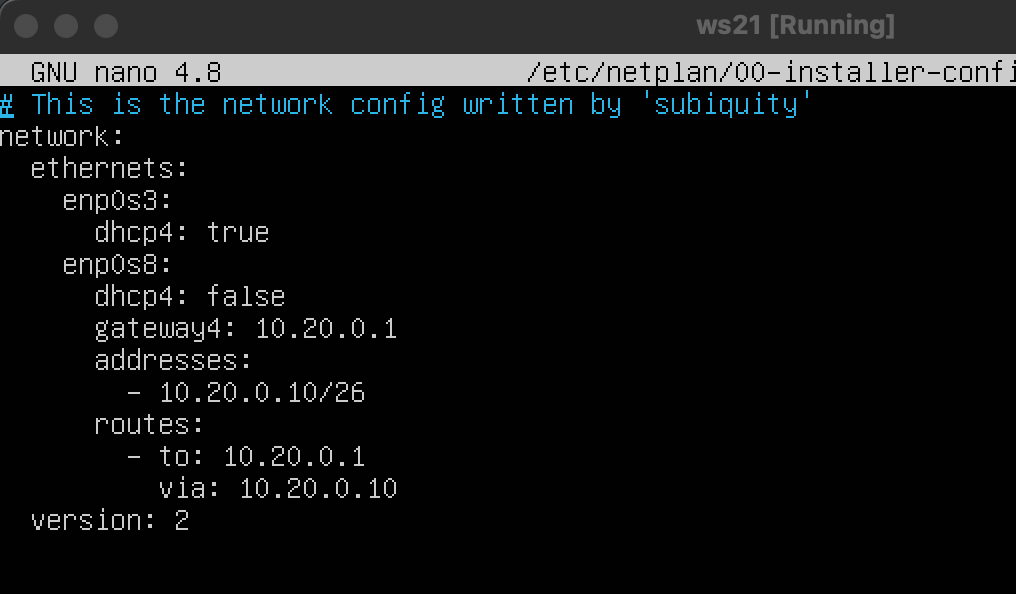 ws21 [Running]
GNU nano 4.8 /etc/netplan/00-installer-confi
# This is the network config written by 'subiquity'
network:
  ethernets:
    enp0s3:
      dhcp4: true
    enp0s8:
      dhcp4: false
      gateway4: 10.20.0.1
      addresses:
        - 10.20.0.10/26
      routes:
        - to: 10.20.0.1
          via: 10.20.0.10
  version: 2